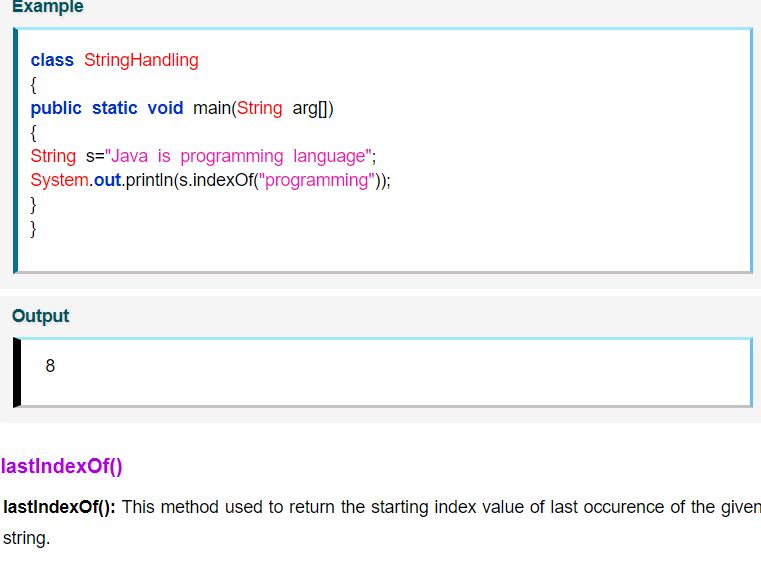 Example
class StringHandling
{
public static void main(String arg[])
{
String s="Java is programming language";
System.out.println(s.indexOf("programming"));
}
}
Output
8
lastIndexOf()
lastIndexOf(): This method used to return the starting index value of last occurence of the given
string.